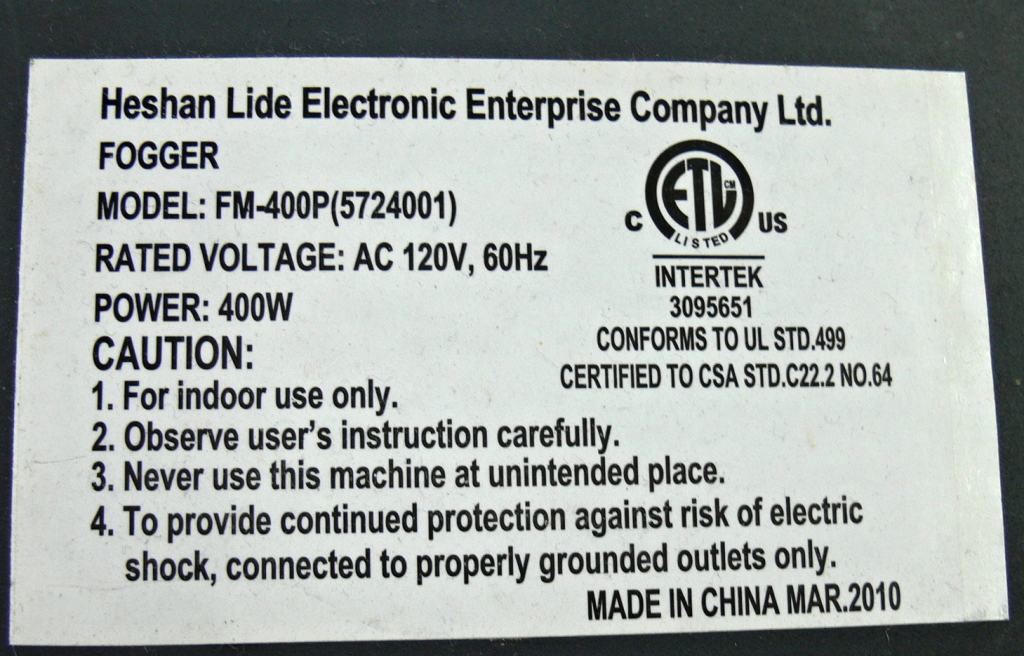 Heshan Lide Electronic Enterprise Company Ltd.
FOGGER
MODEL: FM-400P(5724001)
RATED VOLTAGE: AC 120V, 60Hz
POWER: 400W
C ETL CM US
LISTED
INTERTEK
3095651
CONFORMS TO UL STD.499
CERTIFIED TO CSA STD.C22.2 NO.64
CAUTION:
1. For indoor use only.
2. Observe user's instruction carefully.
3. Never use this machine at unintended place.
4. To provide continued protection against risk of electric
shock, connected to properly grounded outlets only.
MADE IN CHINA MAR.2010